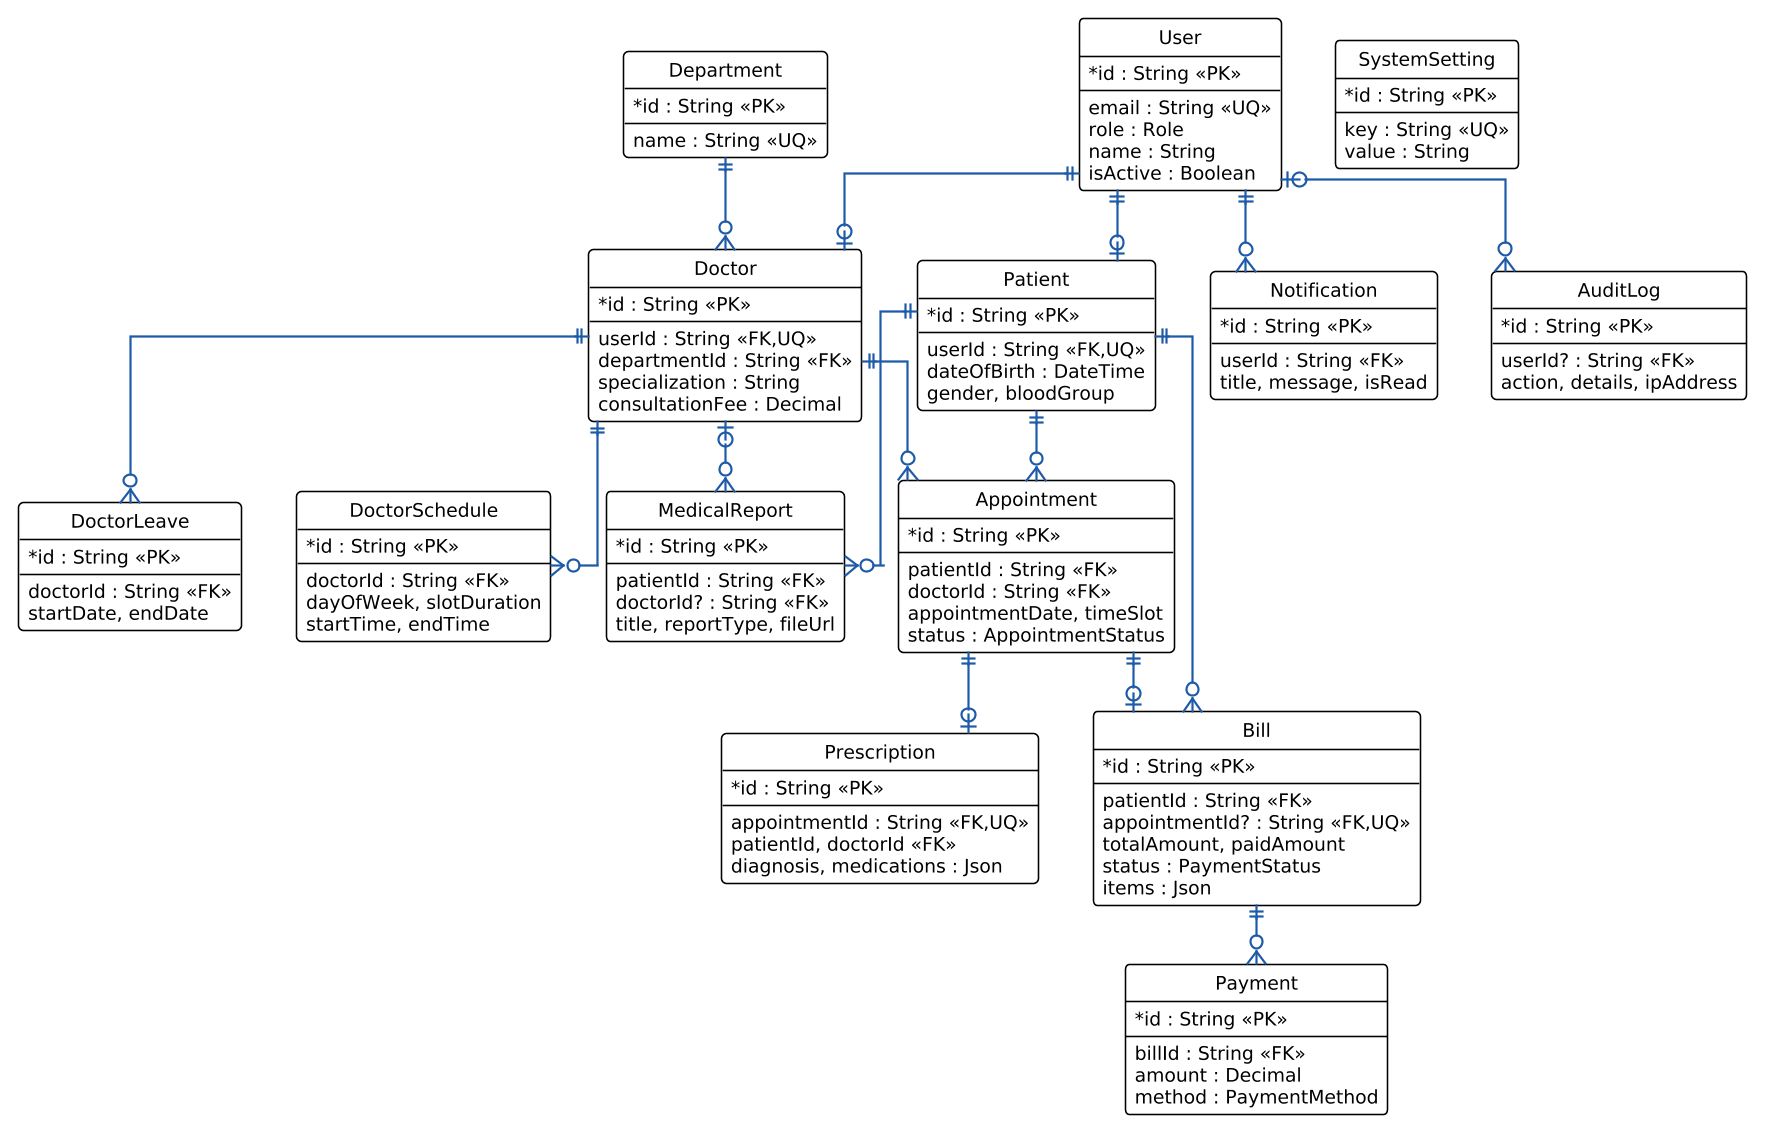 User
*id : String «PK»
email : String «UQ»
role : Role
name : String
isActive : Boolean
SystemSetting
*id : String «PK»
key : String «UQ»
value : String
Department
*id : String «PK»
name : String «UQ»
Doctor
*id : String «PK»
userId : String «FK,UQ»
departmentId : String «FK»
specialization : String
consultationFee : Decimal
Patient
*id : String «PK»
userId : String «FK,UQ»
dateOfBirth : DateTime
gender, bloodGroup
Notification
*id : String «PK»
userId : String «FK»
title, message, isRead
AuditLog
*id : String «PK»
userId? : String «FK»
action, details, ipAddress
DoctorLeave
*id : String «PK»
doctorId : String «FK»
startDate, endDate
DoctorSchedule
*id : String «PK»
doctorId : String «FK»
dayOfWeek, slotDuration
startTime, endTime
MedicalReport
*id : String «PK»
patientId : String «FK»
doctorId? : String «FK»
title, reportType, fileUrl
Appointment
*id : String «PK»
patientId : String «FK»
doctorId : String «FK»
appointmentDate, timeSlot
status : AppointmentStatus
Prescription
*id : String «PK»
appointmentId : String «FK,UQ»
patientId, doctorId «FK»
diagnosis, medications : Json
Bill
*id : String «PK»
patientId : String «FK»
appointmentId? : String «FK,UQ»
totalAmount, paidAmount
status : PaymentStatus
items : Json
Payment
*id : String «PK»
billId : String «FK»
amount : Decimal
method : PaymentMethod